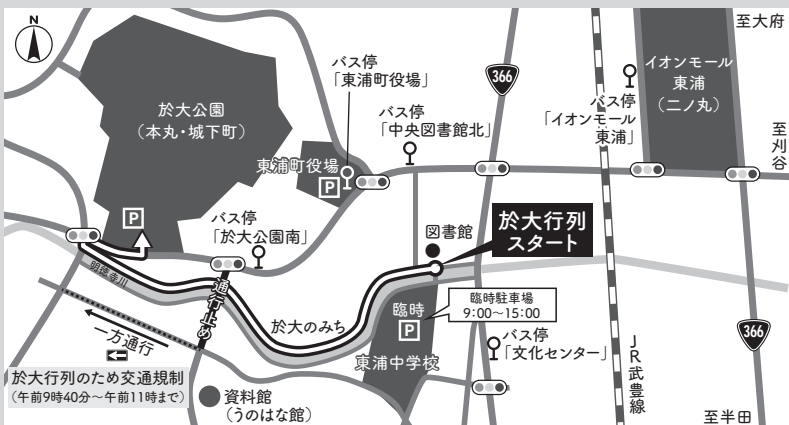 N
至大府
バス停
「東浦町役場」
366
イオンモール
東浦
(二ノ丸)
於大公園
(本丸・城下町)
バス停
「中央図書館北」
バス停
「イオンモール
東浦」
至刈谷
東浦町役場
P
P
バス停
「於大公園南」
図書館
於大行列
スタート
明徳寺川
通行止め
於大のみち
臨時
P
臨時駐車場
9:00〜15:00
一方通行
東浦中学校
バス停
「文化センター」
JR武豊線
366
於大行列のため交通規制
(午前9時40分〜午前11時まで)
資料館
(うのはな館)
至半田